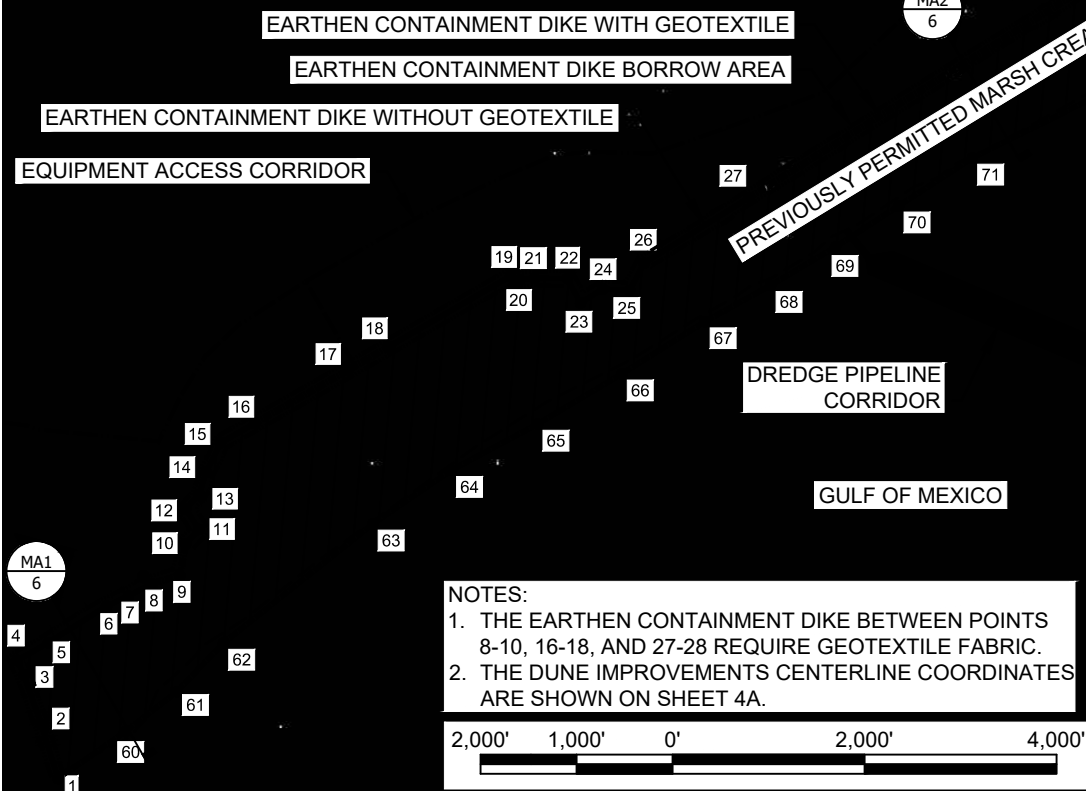 MA2
6
EARTHEN CONTAINMENT DIKE WITH GEOTEXTILE
EARTHEN CONTAINMENT DIKE BORROW AREA
EARTHEN CONTAINMENT DIKE WITHOUT GEOTEXTILE
EQUIPMENT ACCESS CORRIDOR
PREVIOUSLY PERMITTED MARSH
27
71
70
26
19
21
22
24
69
20
25
23
68
18
67
17
DREDGE PIPELINE
CORRIDOR
66
16
15
65
14
64
13
GULF OF MEXICO
12
11
10
63
MA1
6
9
8
7
6
4
5
3
62
61
2
60
1
NOTES:
1. THE EARTHEN CONTAINMENT DIKE BETWEEN POINTS
8-10, 16-18, AND 27-28 REQUIRE GEOTEXTILE FABRIC.
2. THE DUNE IMPROVEMENTS CENTERLINE COORDINATES
ARE SHOWN ON SHEET 4A.
2,000' 1,000' 0' 2,000' 4,000'